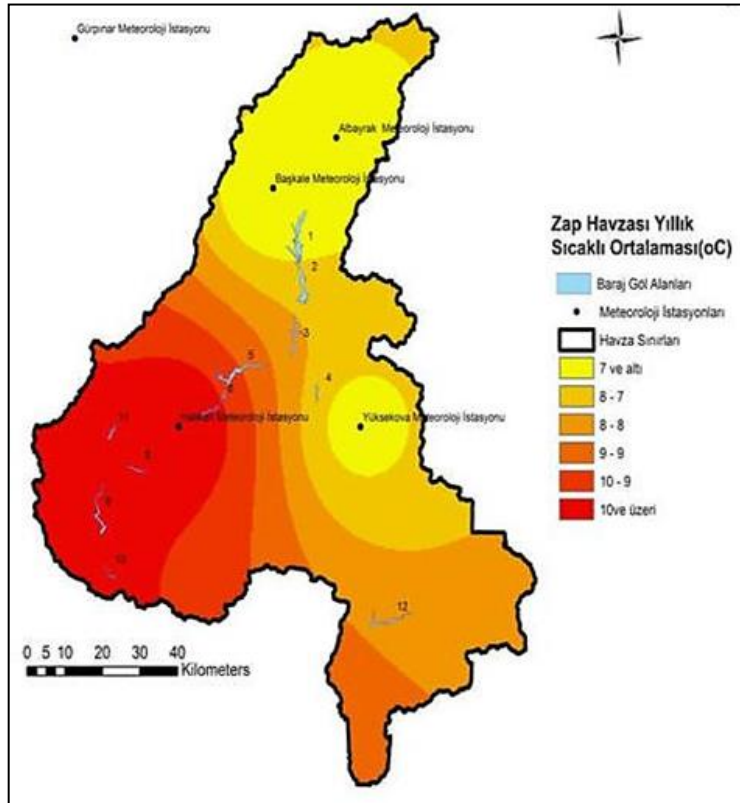 Gürpınar Meteoroloji İstasyonu
Albayrak Meteoroloji İstasyonu
Başkale Meteoroloji İstasyonu
1
2
3
5
4
Meteoroloji İstasyonu
Yüksekova Meteoroloji İstasyonu
12
Zap Havzası Yıllık
Sıcaklı Ortalaması(oC)
Baraj Göl Alanları
Meteoroloji İstasyonları
Havza Sınırları
7 ve altı
8 - 7
8 - 8
9 - 9
10 - 9
10ve üzeri
0 5 10 20 30 40
Kilometers